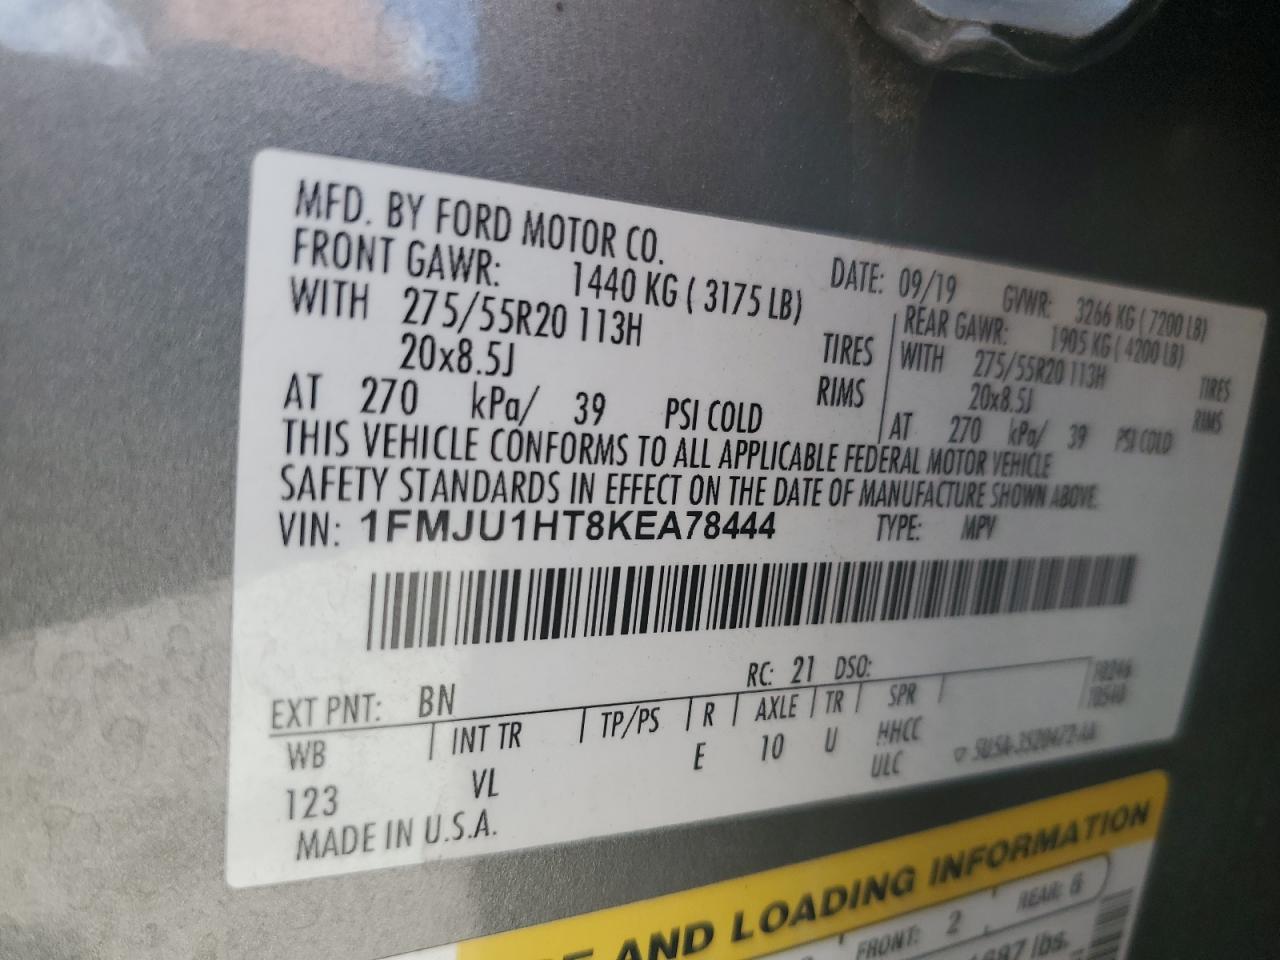 MFD. BY FORD MOTOR CO.
DATE: 09/19 GVWR: 3266 KG ( 7200 LB)
FRONT GAWR: 1440 KG ( 3175 LB)
WITH 275/55R20 113H TIRES
20x8.5J RIMS
AT 270 kPa/ 39 PSI COLD
REAR GAWR: 1905 KG ( 4200 LB)
WITH 275/55R20 113H TIRES
20x8.5J RIMS
AT 270 kPa/ 39 PSI COLD
THIS VEHICLE CONFORMS TO ALL APPLICABLE FEDERAL MOTOR VEHICLE
SAFETY STANDARDS IN EFFECT ON THE DATE OF MANUFACTURE SHOWN ABOVE.
VIN: 1FMJU1HT8KEA78444 TYPE: MPV
EXT PNT: BN RC: 21 DSO:
WB INT TR TP/PS R AXLE TR SPR
123 VL E 10 U HHCC
ULC
MADE IN U.S.A.
AND LOADING INFORMATION
FRONT: 2 REAR: 6
lbs.